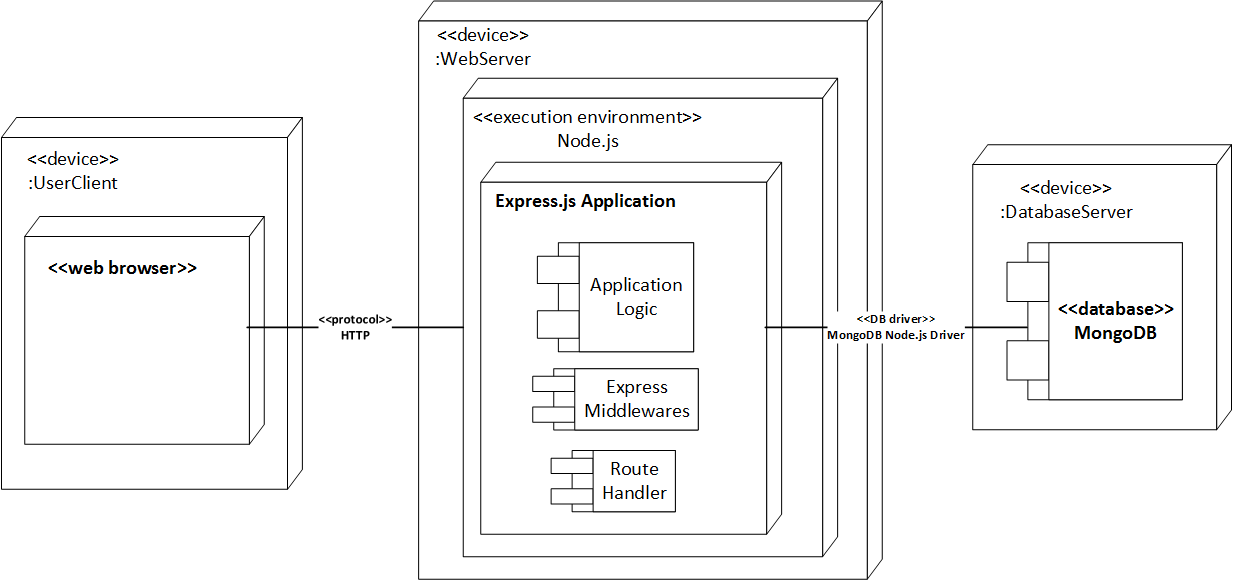 <<device>>
:UserClient
<<web browser>>
<<protocol>>
HTTP
<<device>>
:WebServer
<<execution environment>>
Node.js
Express.js Application
Application
Logic
Express
Middlewares
Route
Handler
<<DB driver>>
MongoDB Node.js Driver
<<device>>
:DatabaseServer
<<database>>
MongoDB